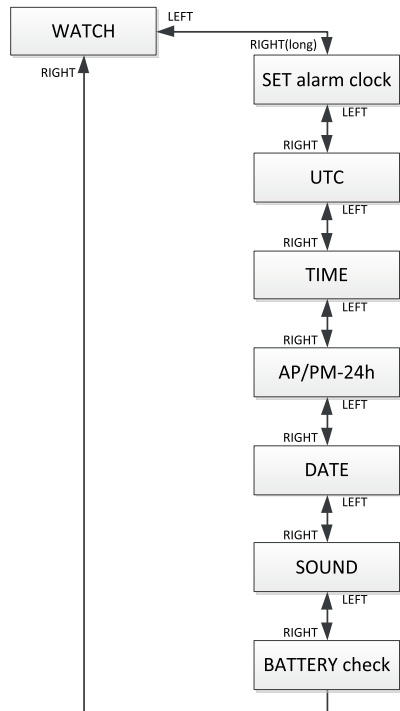 WATCH
LEFT
RIGHT(long)
RIGHT
SET alarm clock
LEFT
RIGHT
UTC
LEFT
RIGHT
TIME
LEFT
RIGHT
AP/PM-24h
LEFT
RIGHT
DATE
LEFT
RIGHT
SOUND
LEFT
RIGHT
BATTERY check